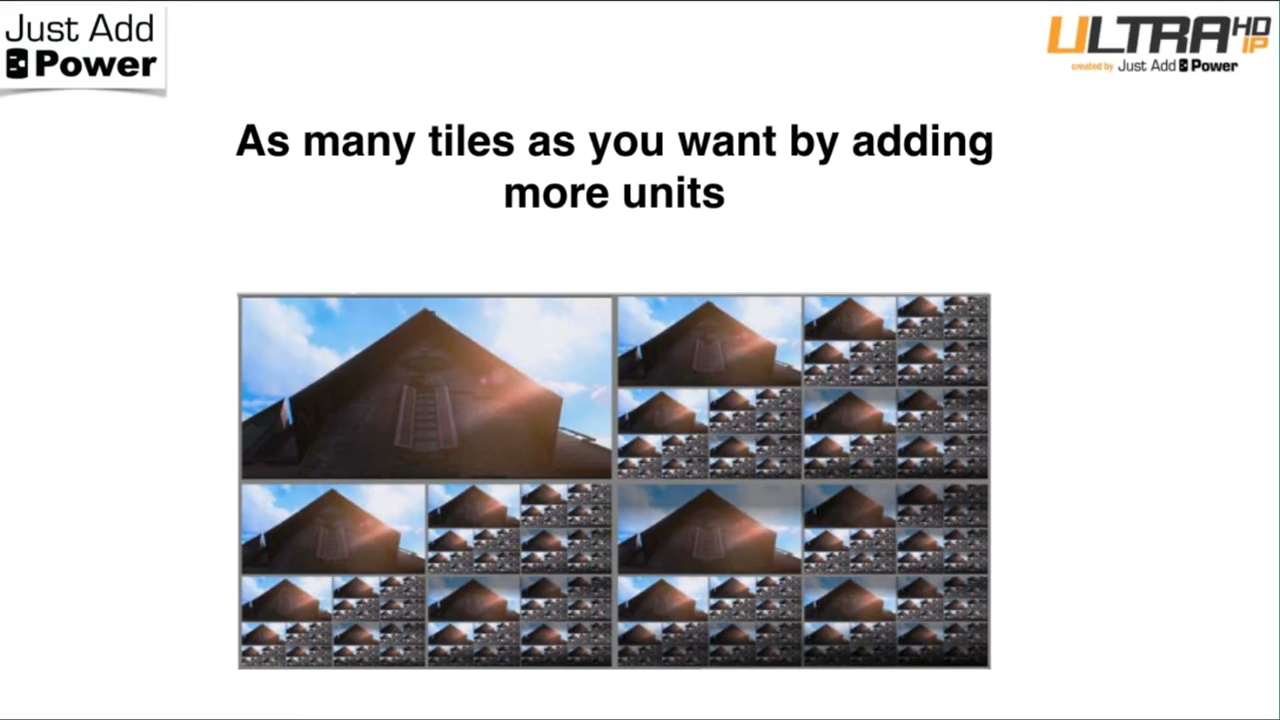 Just Add
Power
ULTRA HD IP
created by Just Add Power
As many tiles as you want by adding
more units